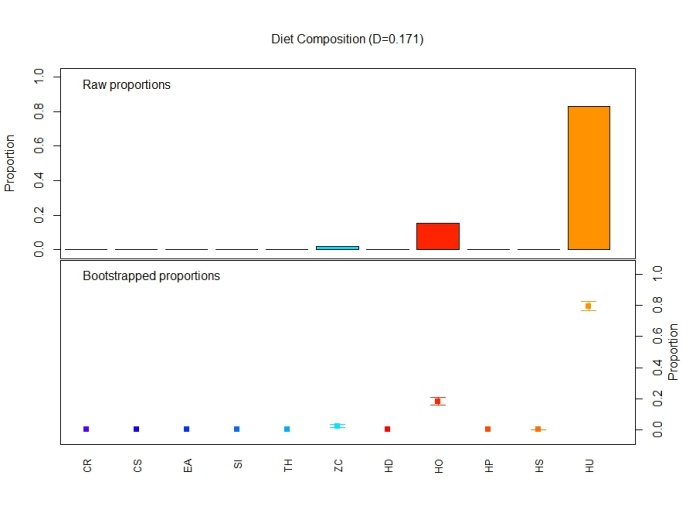 Diet Composition (D=0.171)
Raw proportions
Proportion
1.0
0.8
0.6
0.4
0.2
0.0
Bootstrapped proportions
1.0
0.8
0.6
0.4
0.2
0.0
Proportion
CR CS EA SI TH ZC HD HO HP HS HU